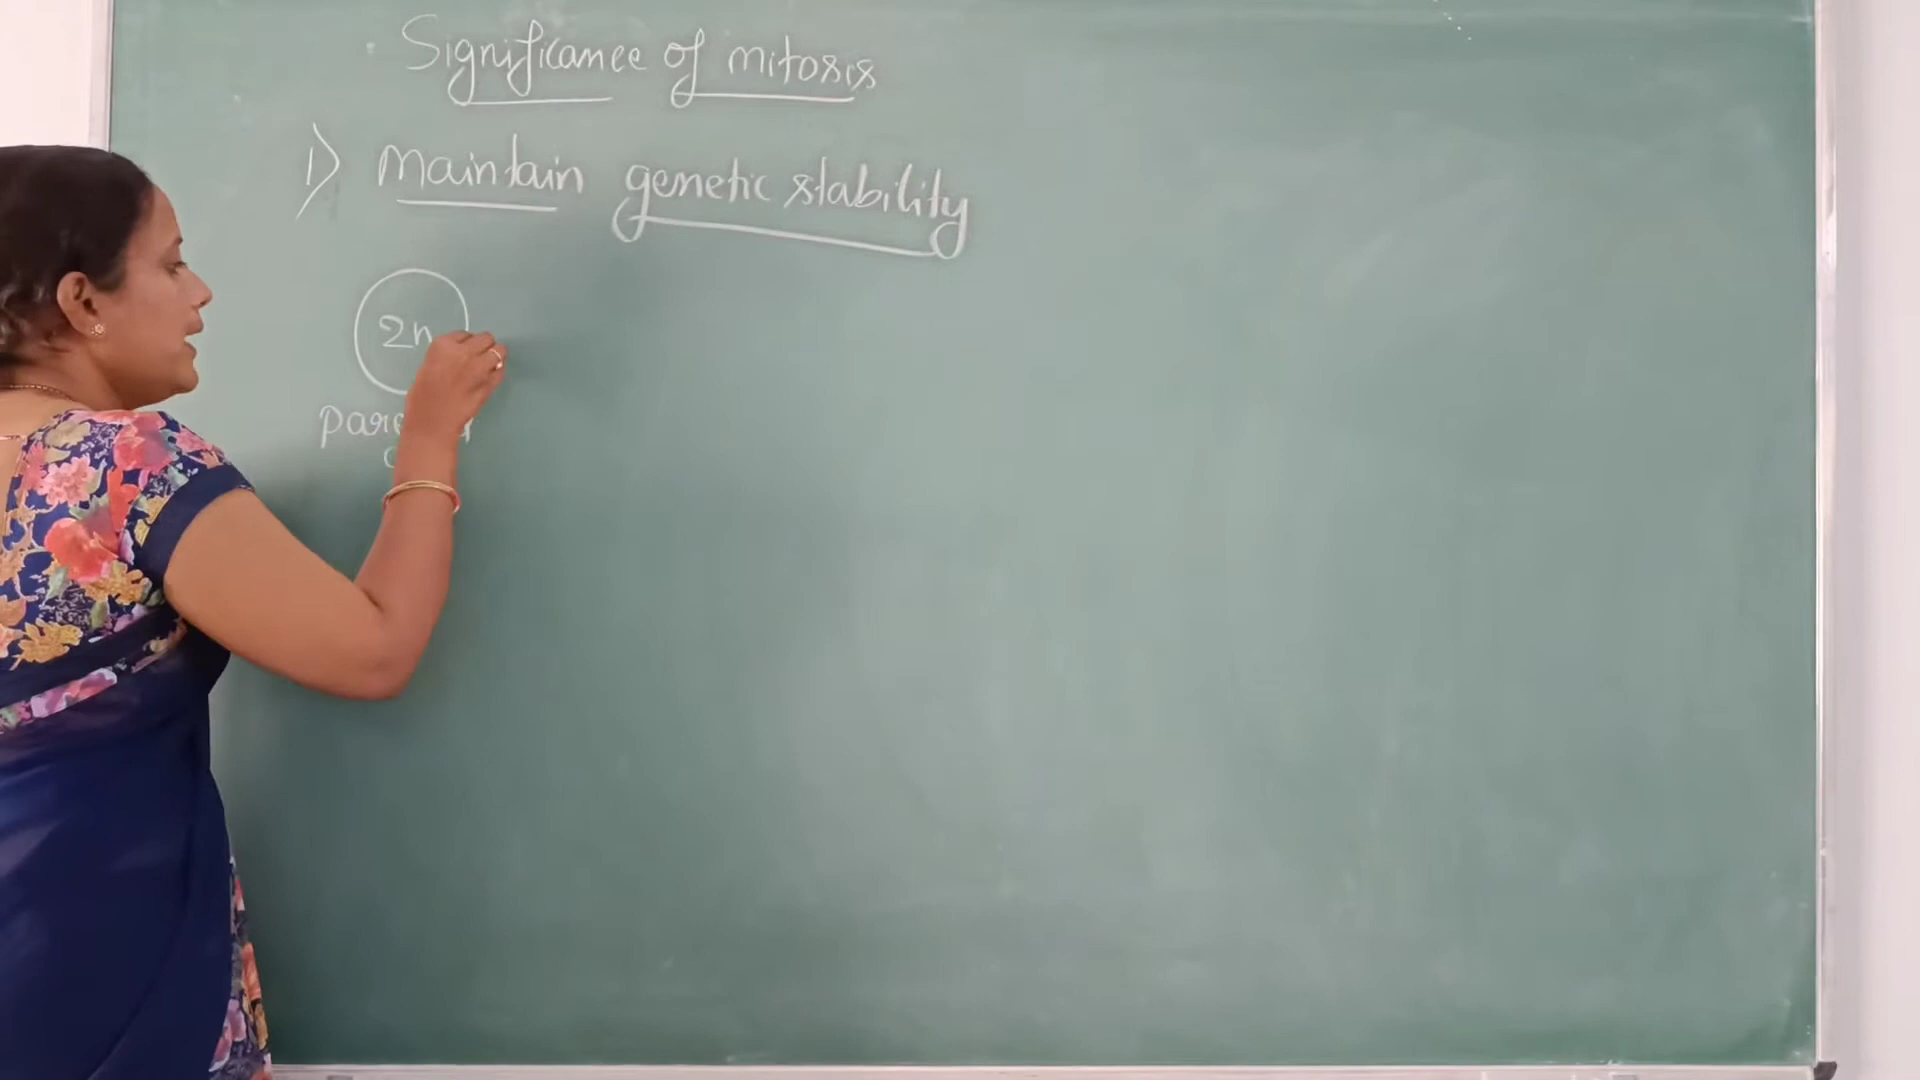 Significance of mitosis
1) Maintain genetic stability
2n